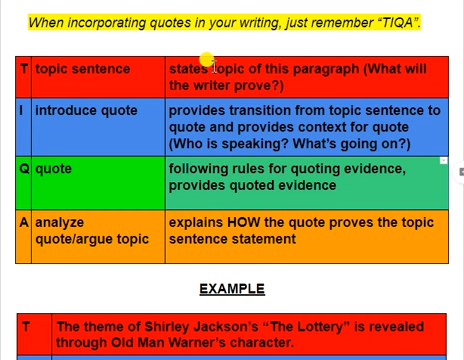 When incorporating quotes in your writing, just remember “TIQA”.
T topic sentence states topic of this paragraph (What will
the writer prove?)
I introduce quote provides transition from topic sentence to
quote and provides context for quote
(Who is speaking? What’s going on?)
Q quote following rules for quoting evidence,
provides quoted evidence
A analyze explains HOW the quote proves the topic
quote/argue topic sentence statement
EXAMPLE
T The theme of Shirley Jackson’s “The Lottery” is revealed
through Old Man Warner’s character.